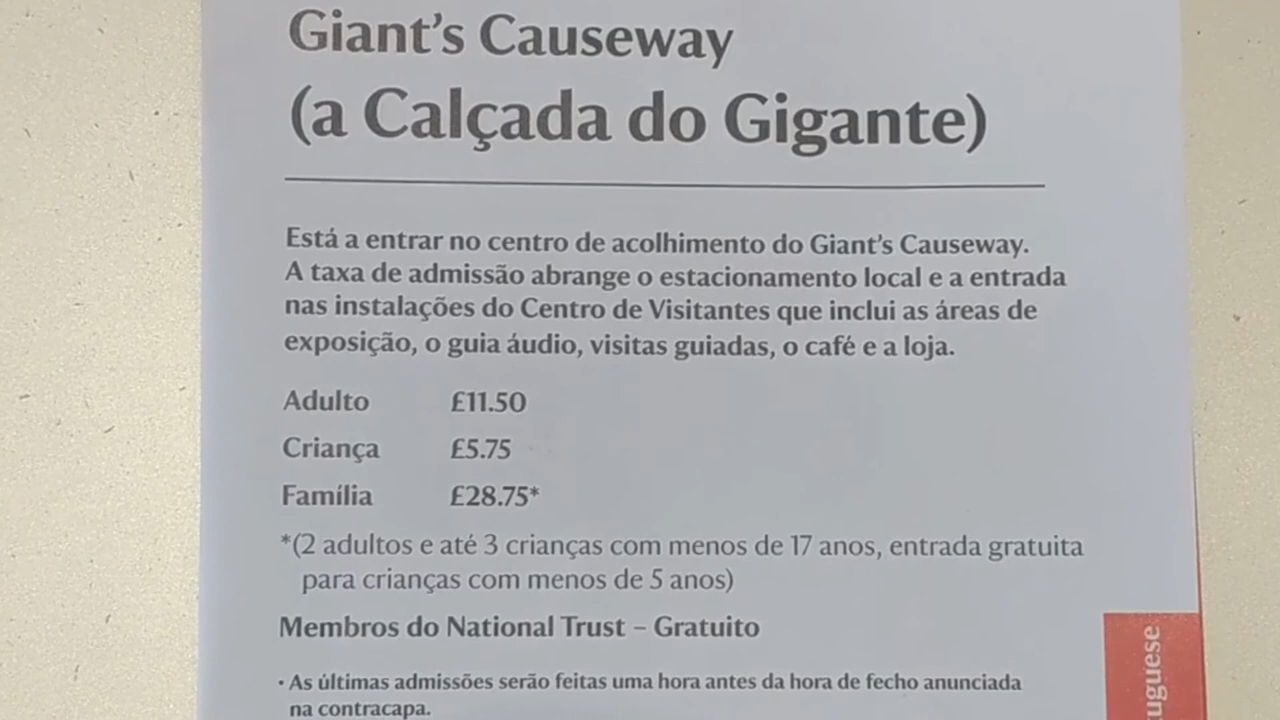 Giant's Causeway
(a Calçada do Gigante)
Está a entrar no centro de acolhimento do Giant's Causeway.
A taxa de admissão abrange o estacionamento local e a entrada
nas instalações do Centro de Visitantes que inclui as áreas de
exposição, o guia áudio, visitas guiadas, o café e a loja.
Adulto £11.50
Criança £5.75
Família £28.75*
*(2 adultos e até 3 crianças com menos de 17 anos, entrada gratuita
para crianças com menos de 5 anos)
Membros do National Trust – Gratuito
• As últimas admissões serão feitas uma hora antes da hora de fecho anunciada
na contracapa.
uguese